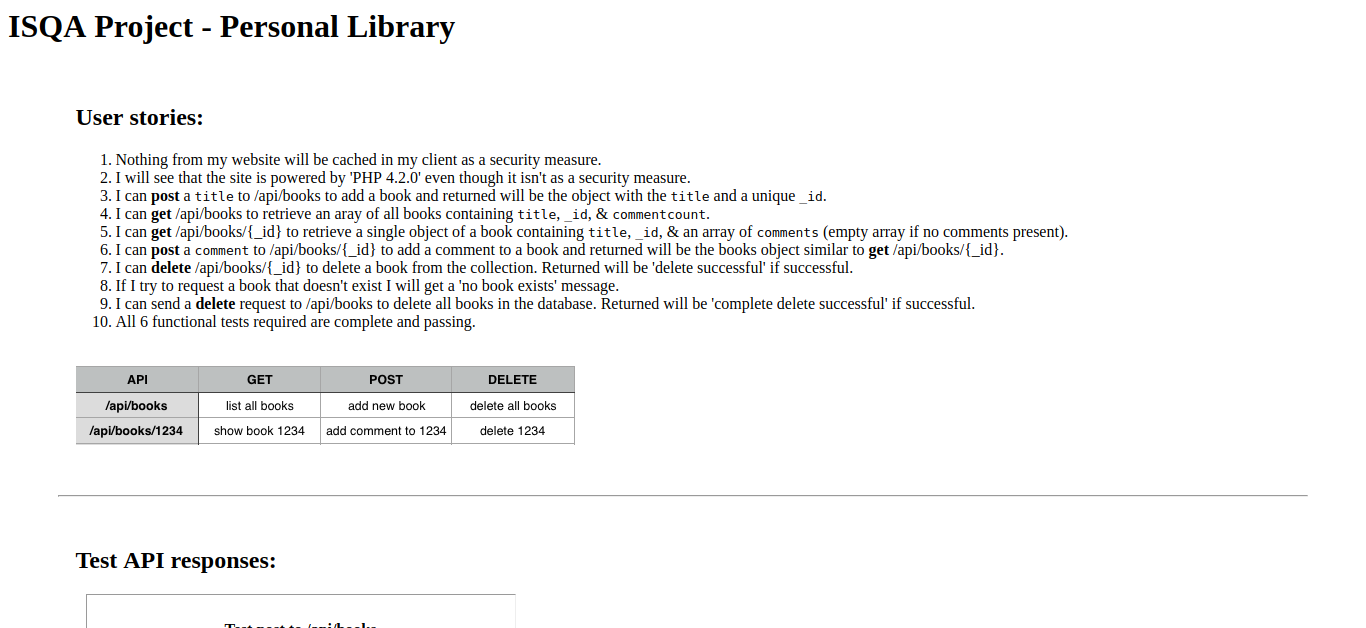 ISQA Project - Personal Library
User stories:
1. Nothing from my website will be cached in my client as a security measure.
2. I will see that the site is powered by 'PHP 4.2.0' even though it isn't as a security measure.
3. I can post a title to /api/books to add a book and returned will be the object with the title and a unique _id.
4. I can get /api/books to retrieve an aray of all books containing title, _id, & commentcount.
5. I can get /api/books/{_id} to retrieve a single object of a book containing title, _id, & an array of comments (empty array if no comments present).
6. I can post a comment to /api/books/{_id} to add a comment to a book and returned will be the books object similar to get /api/books/{_id}.
7. I can delete /api/books/{_id} to delete a book from the collection. Returned will be 'delete successful' if successful.
8. If I try to request a book that doesn't exist I will get a 'no book exists' message.
9. I can send a delete request to /api/books to delete all books in the database. Returned will be 'complete delete successful' if successful.
10. All 6 functional tests required are complete and passing.
API GET POST DELETE
/api/books list all books add new book delete all books
/api/books/1234 show book 1234 add comment to 1234 delete 1234
Test API responses:
Test post to /api/books